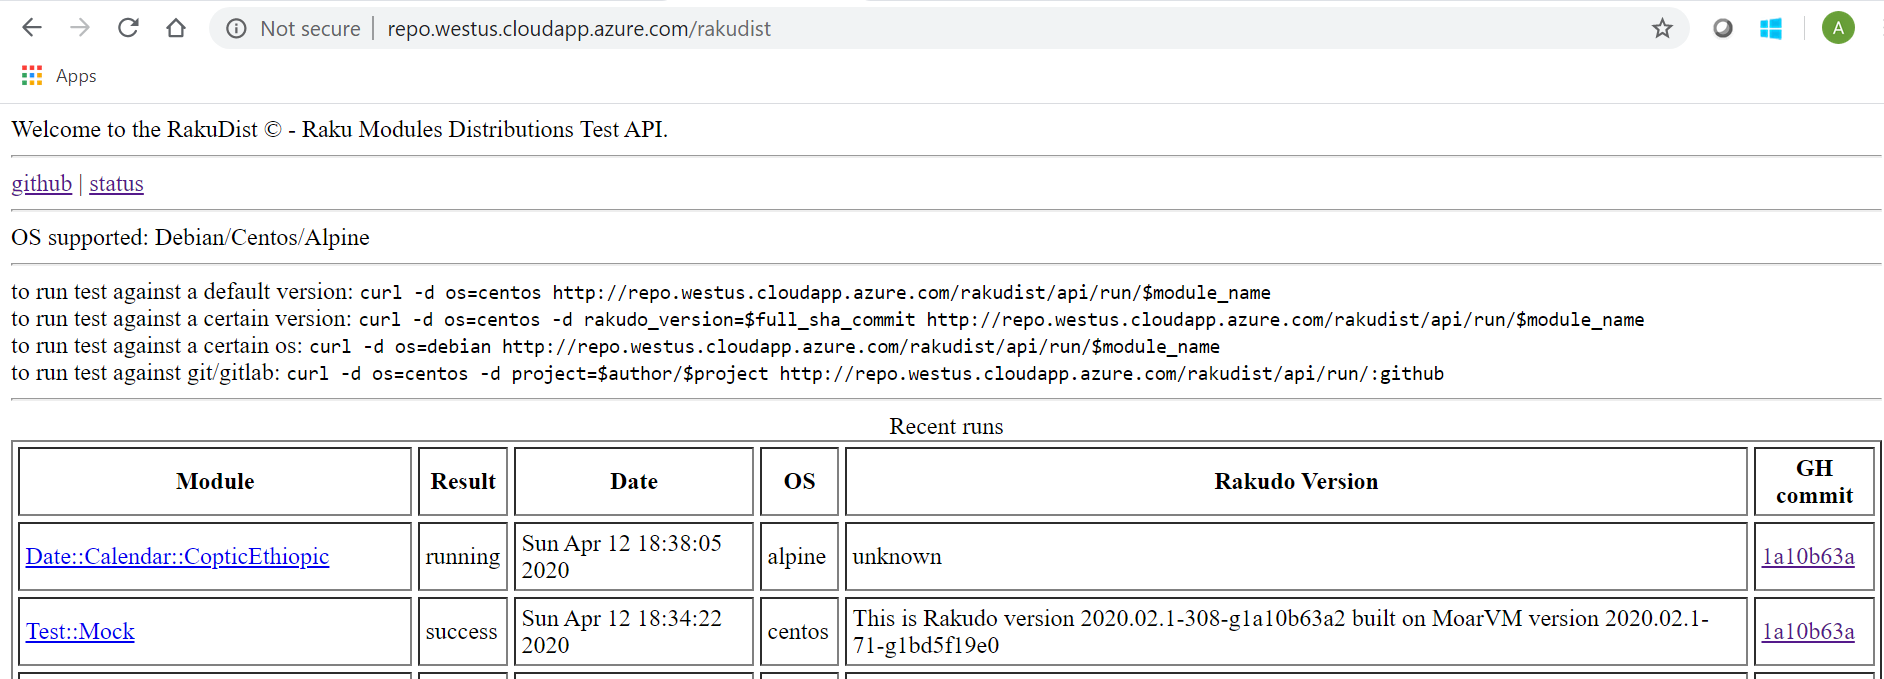 Not secure | repo.westus.cloudapp.azure.com/rakudist
A
Apps
Welcome to the RakuDist © - Raku Modules Distributions Test API.
github | status
OS supported: Debian/Centos/Alpine
to run test against a default version: curl -d os=centos http://repo.westus.cloudapp.azure.com/rakudist/api/run/$module_name
to run test against a certain version: curl -d os=centos -d rakudo_version=$full_sha_commit http://repo.westus.cloudapp.azure.com/rakudist/api/run/$module_name
to run test against a certain os: curl -d os=debian http://repo.westus.cloudapp.azure.com/rakudist/api/run/$module_name
to run test against git/gitlab: curl -d os=centos -d project=$author/$project http://repo.westus.cloudapp.azure.com/rakudist/api/run/:github
Recent runs
Module Result Date OS Rakudo Version GH
commit
Date::Calendar::CopticEthiopic running Sun Apr 12 18:38:05
2020 alpine unknown 1a10b63a
Test::Mock success Sun Apr 12 18:34:22
2020 centos This is Rakudo version 2020.02.1-308-g1a10b63a2 built on MoarVM version 2020.02.1-
71-g1bd5f19e0 1a10b63a